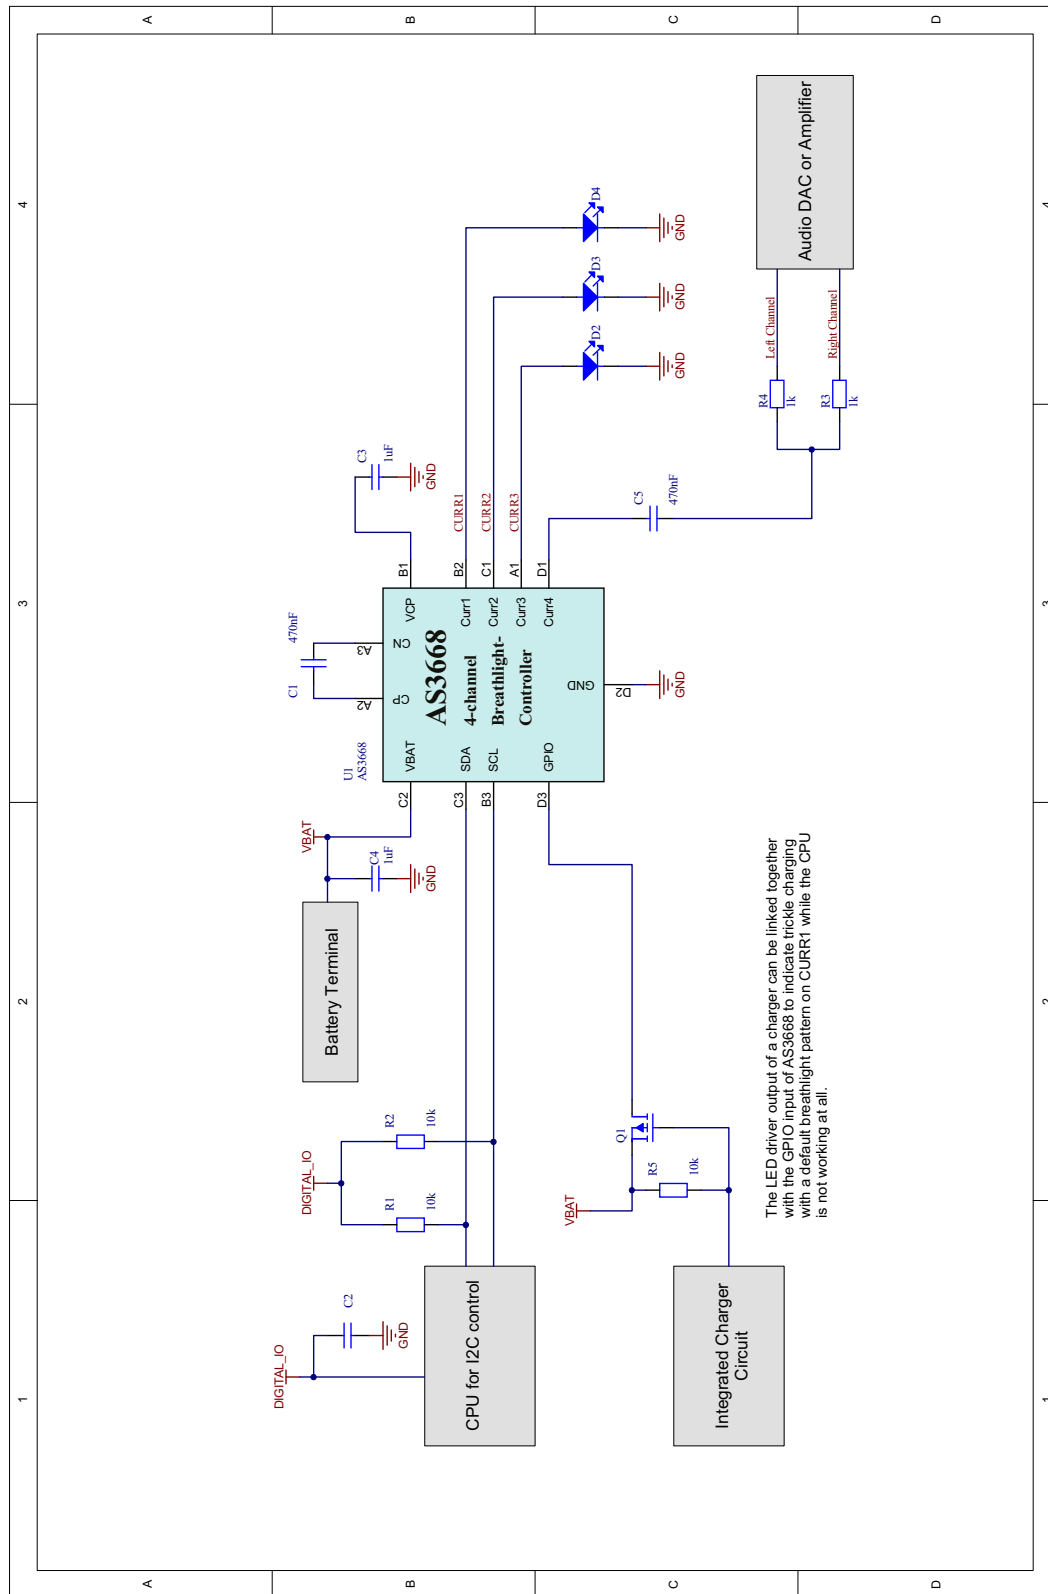 1
2
3
4
A
A
B
B
C
C
D
D
1
2
3
4
DIGITAL_IO
C2
GND
CPU for I2C control
DIGITAL_IO
R1
10k
R2
10k
Battery Terminal
VBAT
C4
1uF
GND
U1
AS3668
C1
470nF
A2
A3
CP
CN
C2
VBAT
C3
SDA
B3
SCL
D3
GPIO
AS3668
4-channel
Breathlight-
Controller
VCP
B1
Curr1
B2
Curr2
C1
Curr3
A1
Curr4
D1
GND
D2
GND
C3
1uF
GND
CURR1
CURR2
CURR3
D2
GND
D3
GND
D4
GND
C5
470nF
R4
1k
R3
1k
Left Channel
Right Channel
Audio DAC or Amplifier
VBAT
R5
10k
Q1
Integrated Charger
Circuit
The LED driver output of a charger can be linked together
with the GPIO input of AS3668 to indicate trickle charging
with a default breathlight pattern on CURR1 while the CPU
is not working at all.